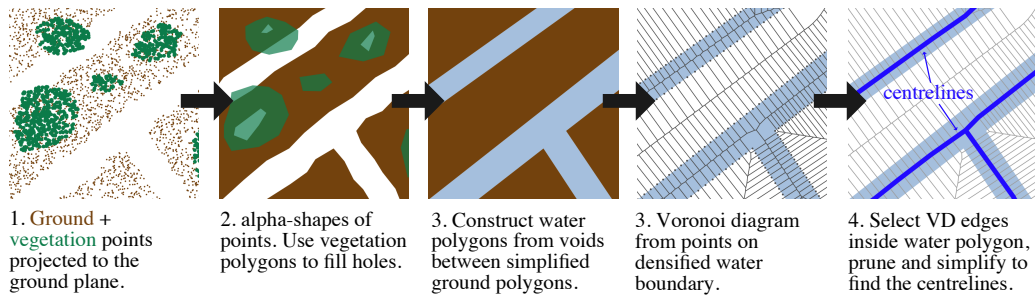 centrelines
1. Ground +
vegetation points
projected to the
ground plane.
2. alpha-shapes of
points. Use vegetation
polygons to fill holes.
3. Construct water
polygons from voids
between simplified
ground polygons.
3. Voronoi diagram
from points on
densified water
boundary.
4. Select VD edges
inside water polygon,
prune and simplify to
find the centrelines.